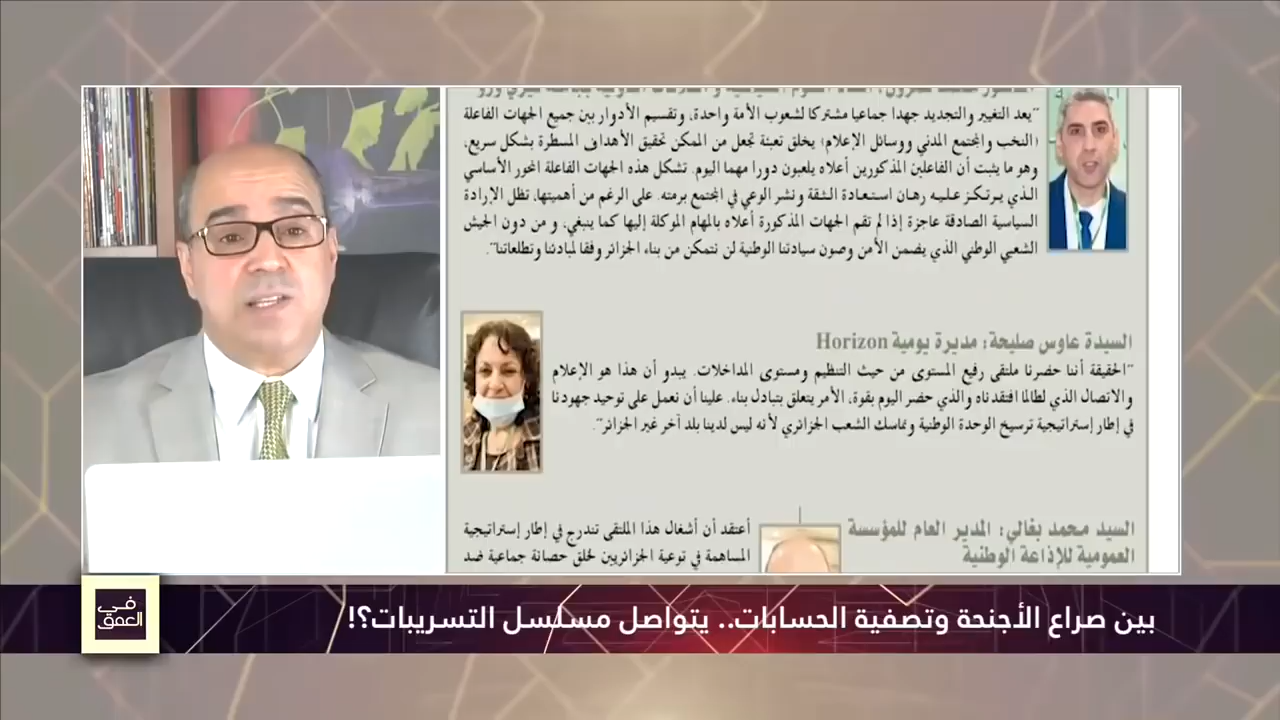 "يعد التغيير والتجديد جهدا جماعيا مشتركا لشعوب الأمة واحدة، وتقسيم الأدوار بين جميع الجهات الفاعلة
(النخب والمجتمع المدني ووسائل الإعلام) يخلق تعبئة تجعل من الممكن تحقيق الأهداف المسطرة بشكل سريع،
وهو ما يثبت أن الفاعلين المذكورين أعلاه يلعبون دورا مهما اليوم. تشكل هذه الجهات الفاعلة المحور الأساسي
الذي يرتكز عليه رهان استعادة الثقة ونشر الوعي في المجتمع برمته. على الرغم من أهميتها، تظل الإرادة
السياسية الصادقة عاجزة إذا لم تقم الجهات المذكورة أعلاه بالمهام الموكلة إليها كما ينبغي، و من دون الجيش
الشعبي الوطني الذي يضمن الأمن وصون سيادتنا الوطنية لن نتمكن من بناء الجزائر وفقا لمبادئنا وتطلعاتنا".
السيدة عاوس صليحة: مديرة يومية Horizon
"الحقيقة أننا حضرنا ملتقى رفيع المستوى من حيث التنظيم ومستوى المداخلات. يبدو أن هذا هو الإعلام
والاتصال الذي لطالما افتقدناه والذي حضر اليوم بقوة، الأمر يتعلق بتبادل بناء. علينا أن نعمل على توحيد جهودنا
في إطار إستراتيجية ترسيخ الوحدة الوطنية وتماسك الشعب الجزائري لأنه ليس لدينا بلد آخر غير الجزائر".
السيد محمد بغالي: المدير العام للمؤسسة
العمومية للإذاعة الوطنية
أعتقد أن أشغال هذا الملتقى تندرج في إطار إستراتيجية
المساهمة في توعية الجزائريين لخلق حصانة جماعية ضد
في
العمق
بين صراع الأجنحة وتصفية الحسابات.. يتواصل مسلسل التسريبات؟!